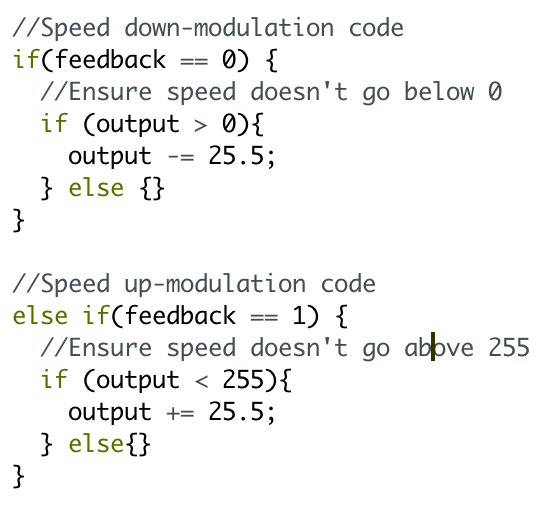 //Speed down-modulation code
if(feedback == 0) {
  //Ensure speed doesn't go below 0
  if (output > 0){
    output -= 25.5;
  } else {}
}

//Speed up-modulation code
else if(feedback == 1) {
  //Ensure speed doesn't go above 255
  if (output < 255){
    output += 25.5;
  } else{}
}